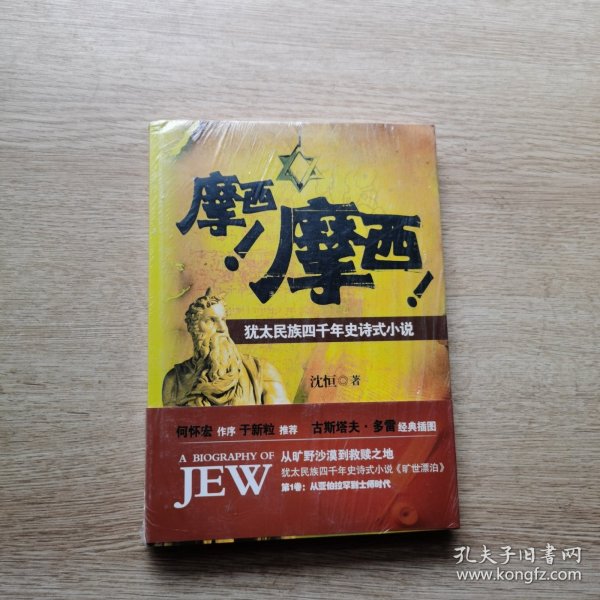 摩西!
摩西!
犹太民族四千年史诗式小说
沈恒◎著
何怀宏 作序 于新粒 推荐 古斯塔夫·多雷 经典插图
A BIOGRAPHY OF
JEW
从旷野沙漠到救赎之地
犹太民族四千年史诗式小说《旷世漂泊》
第1卷：从亚伯拉罕到士师时代
孔夫子旧书网
www.kongfz.com